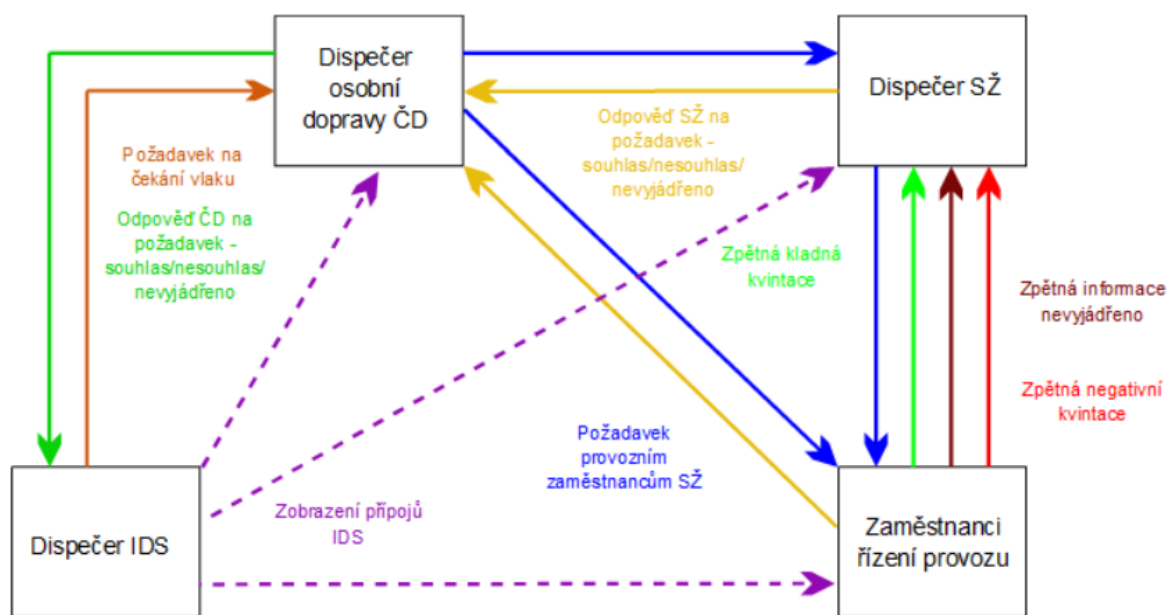 Dispečer
osobní
dopravy ČD
Dispečer SŽ
Požadavek na
čekání vlaku
Odpověď ČD na
požadavek -
souhlas/nesouhlas/
nevyjádřeno
Odpověď SŽ na
požadavek -
souhlas/nesouhlas/
nevyjádřeno
Zpětná kladná
kvintace
Zpětná informace
nevyjádřeno
Zpětná negativní
kvintace
Požadavek
provozním
zaměstnancům SŽ
Zobrazení přípojů
IDS
Dispečer IDS
Zaměstnanci
řízení provozu